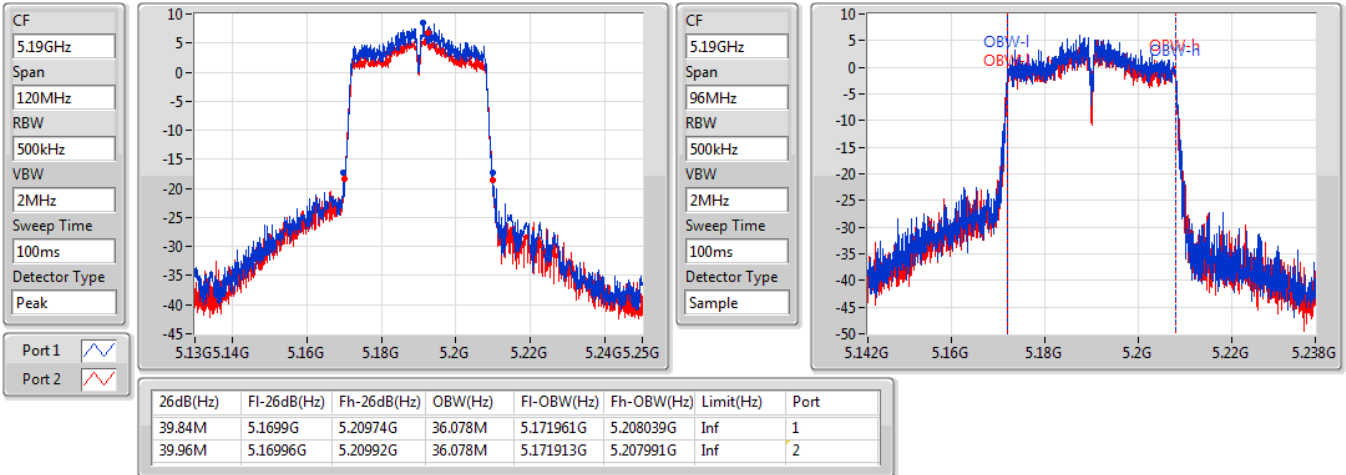 CF
5.19GHz
Span
120MHz
RBW
500kHz
VBW
2MHz
Sweep Time
100ms
Detector Type
Peak
Port 1
Port 2
10
5
0
-5
-10
-15
-20
-25
-30
-35
-40
-45
5.13G 5.14G 5.16G 5.18G 5.2G 5.22G 5.24G 5.25G
CF
5.19GHz
Span
96MHz
RBW
500kHz
VBW
2MHz
Sweep Time
100ms
Detector Type
Sample
10
5
0
-5
-10
-15
-20
-25
-30
-35
-40
-45
-50
OBW-l
OBW-h
OBW-h
5.142G 5.16G 5.18G 5.2G 5.22G 5.238G
26dB(Hz) Fl-26dB(Hz) Fh-26dB(Hz) OBW(Hz) Fl-OBW(Hz) Fh-OBW(Hz) Limit(Hz) Port
39.84M 5.1699G 5.20974G 36.078M 5.171961G 5.208039G Inf 1
39.96M 5.16996G 5.20992G 36.078M 5.171913G 5.207991G Inf 2